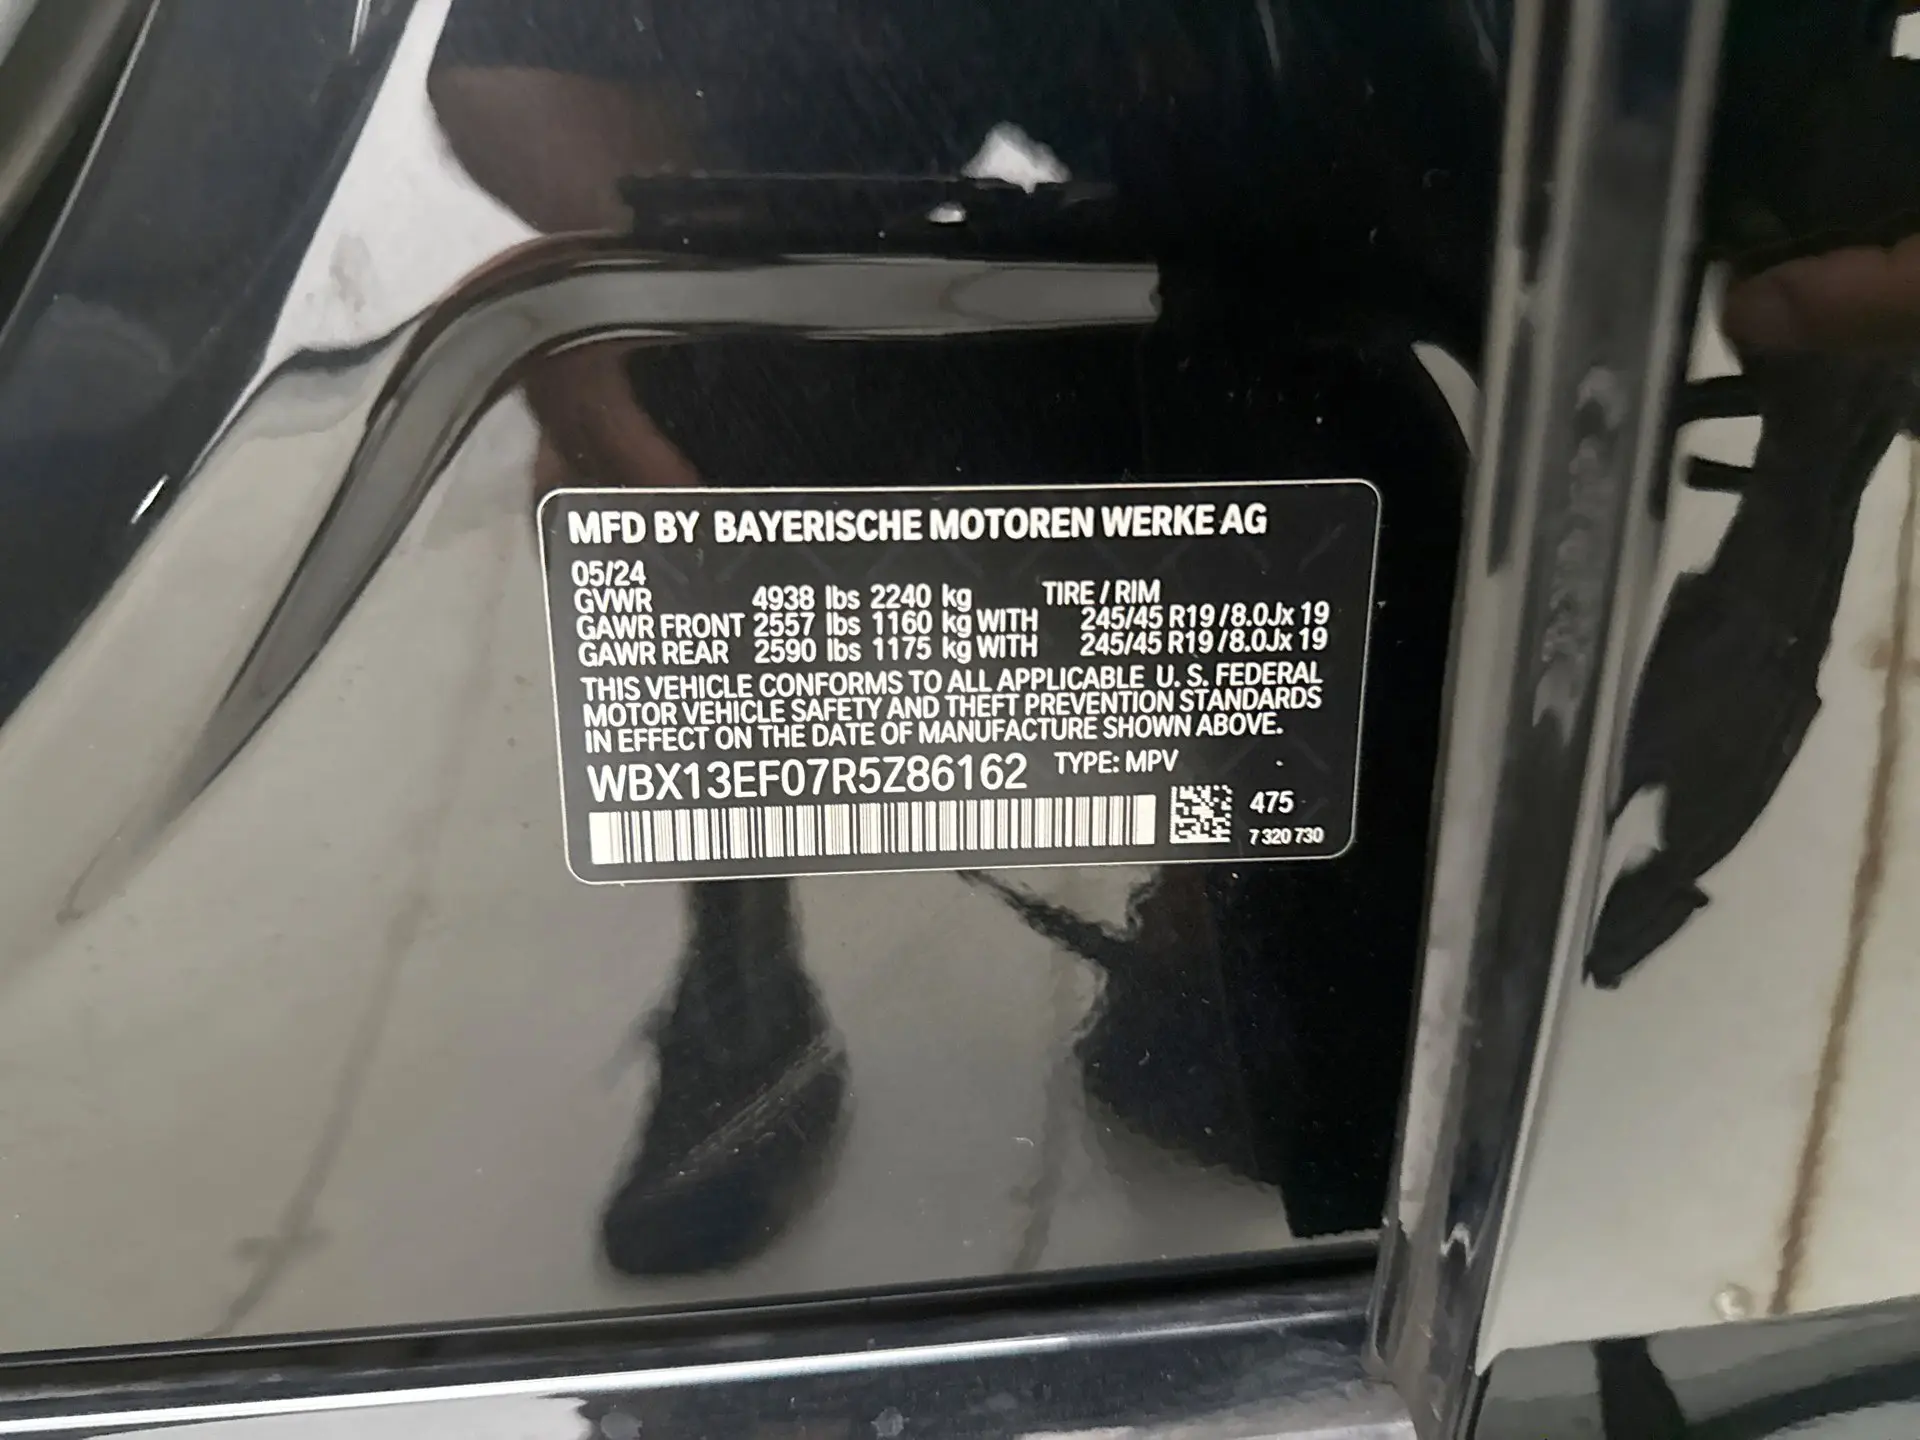 MFD BY BAYERISCHE MOTOREN WERKE AG
05/24
GVWR 4938 lbs 2240 kg TIRE / RIM
GAWR FRONT 2557 lbs 1160 kg WITH 245/45 R19 / 8.0Jx 19
GAWR REAR 2590 lbs 1175 kg WITH 245/45 R19 / 8.0Jx 19
THIS VEHICLE CONFORMS TO ALL APPLICABLE U. S. FEDERAL
MOTOR VEHICLE SAFETY AND THEFT PREVENTION STANDARDS
IN EFFECT ON THE DATE OF MANUFACTURE SHOWN ABOVE.
WBX13EF07R5Z86162 TYPE: MPV
475
7 320 730